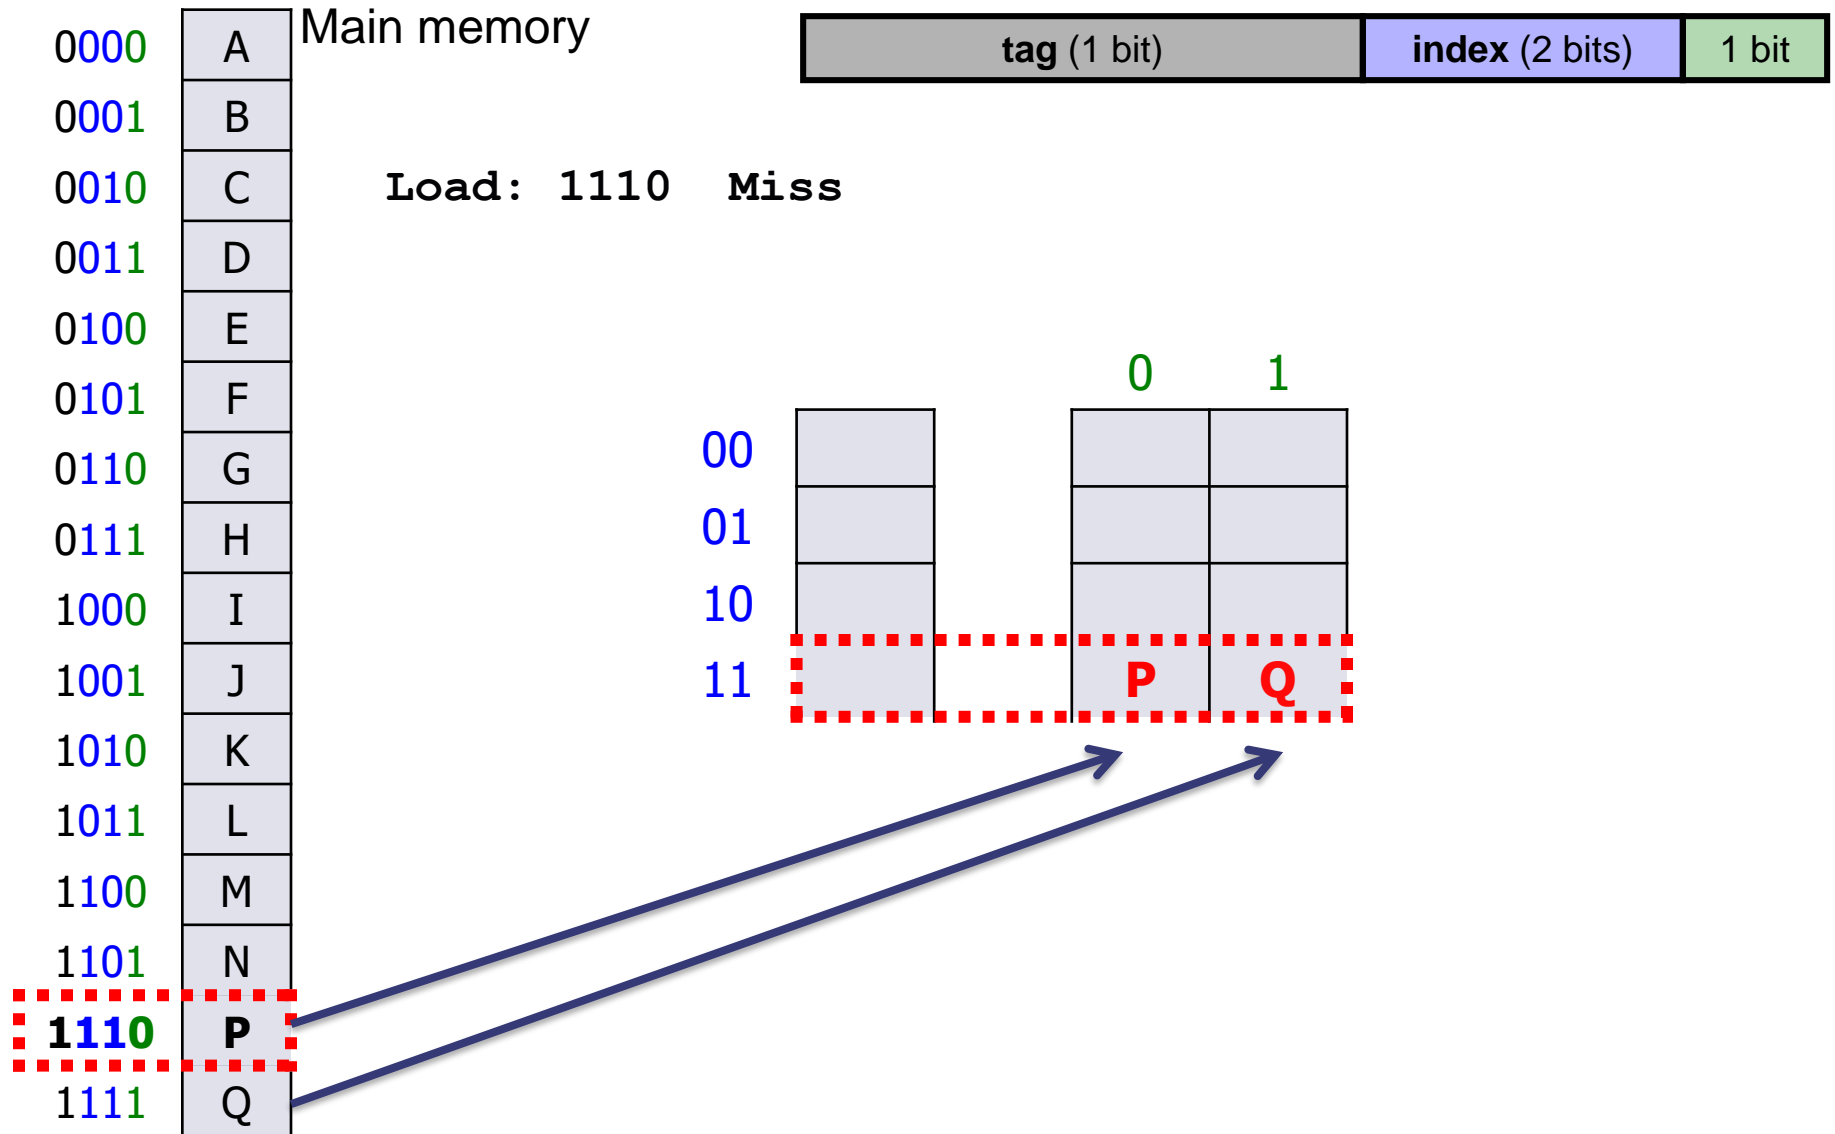 Main memory
tag (1 bit) index (2 bits) 1 bit
0000 A
0001 B
0010 C
Load: 1110 Miss
0011 D
0100 E
0101 F
0110 G
0111 H
1000 I
1001 J
1010 K
1011 L
1100 M
1101 N
1110 P
1111 Q
0 1
00
01
10
11 P Q